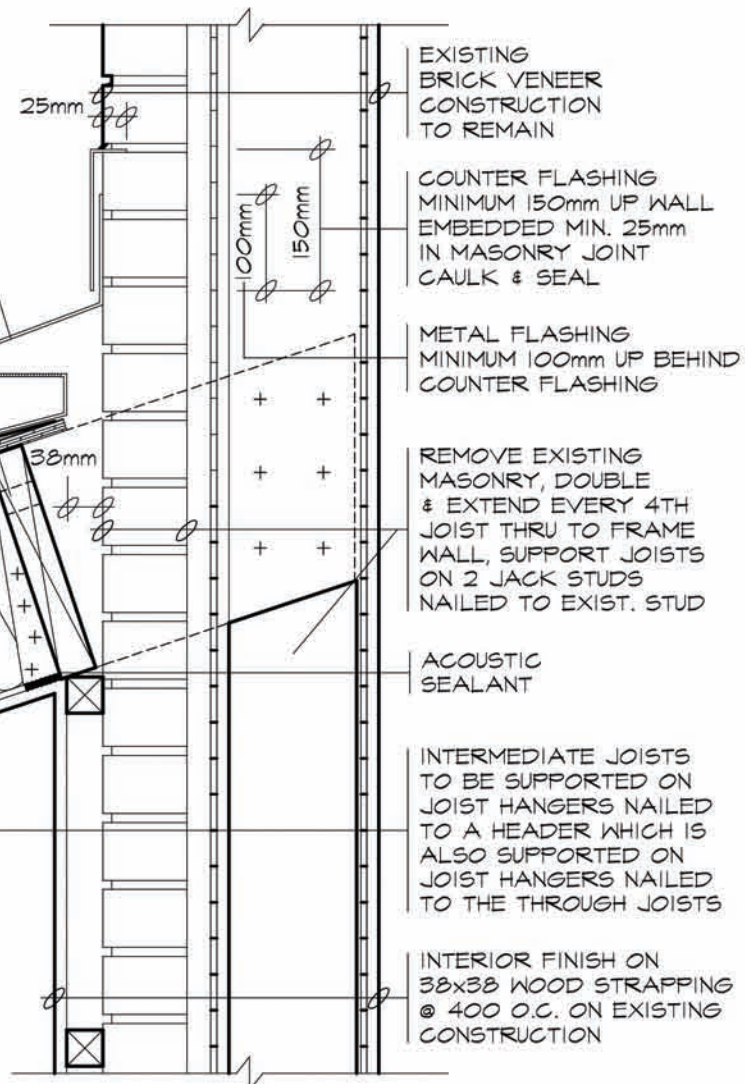 EXISTING
BRICK VENEER
CONSTRUCTION
TO REMAIN
25mm
COUNTER FLASHING
MINIMUM 150mm UP WALL
EMBEDDED MIN. 25mm
IN MASONRY JOINT
CAULK & SEAL
100mm
150mm
METAL FLASHING
MINIMUM 100mm UP BEHIND
COUNTER FLASHING
38mm
REMOVE EXISTING
MASONRY, DOUBLE
& EXTEND EVERY 4TH
JOIST THRU TO FRAME
WALL, SUPPORT JOISTS
ON 2 JACK STUDS
NAILED TO EXIST. STUD
ACOUSTIC
SEALANT
INTERMEDIATE JOISTS
TO BE SUPPORTED ON
JOIST HANGERS NAILED
TO A HEADER WHICH IS
ALSO SUPPORTED ON
JOIST HANGERS NAILED
TO THE THROUGH JOISTS
INTERIOR FINISH ON
38x38 WOOD STRAPPING
@ 400 O.C. ON EXISTING
CONSTRUCTION